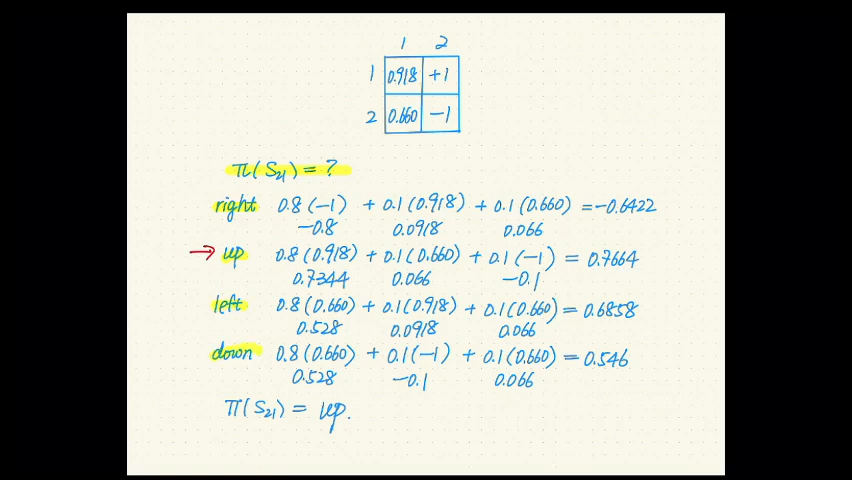 1 2
1 0.918 +1
2 0.660 -1
π(S21) = ?
right 0.8(-1) + 0.1(0.918) + 0.1(0.660) = -0.6422
-0.8 0.0918 0.066
→ up 0.8(0.918) + 0.1(0.660) + 0.1(-1) = 0.7664
0.7344 0.066 -0.1
left 0.8(0.660) + 0.1(0.918) + 0.1(0.660) = 0.6858
0.528 0.0918 0.066
down 0.8(0.660) + 0.1(-1) + 0.1(0.660) = 0.546
0.528 -0.1 0.066
π(S21) = up.